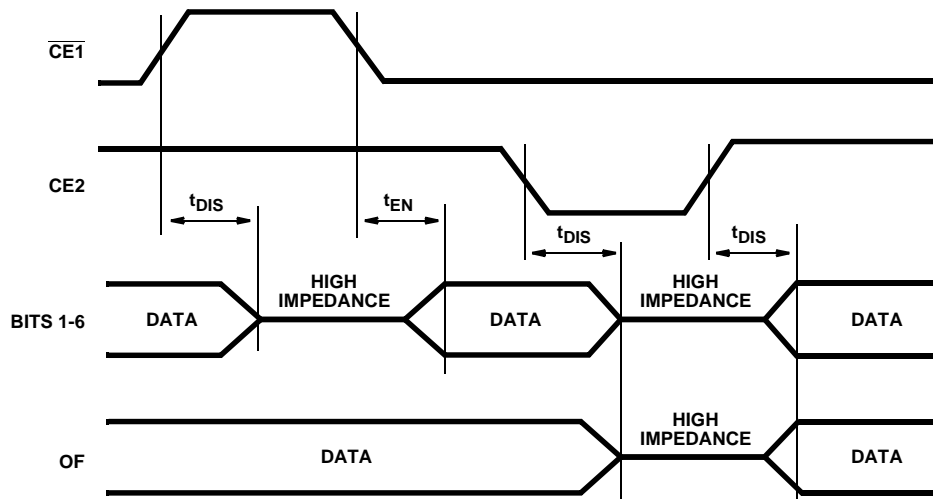 CE1
CE2
tDIS
tEN
tDIS
tDIS
HIGH
IMPEDANCE
HIGH
IMPEDANCE
BITS 1-6
DATA
DATA
DATA
HIGH
IMPEDANCE
OF
DATA
DATA